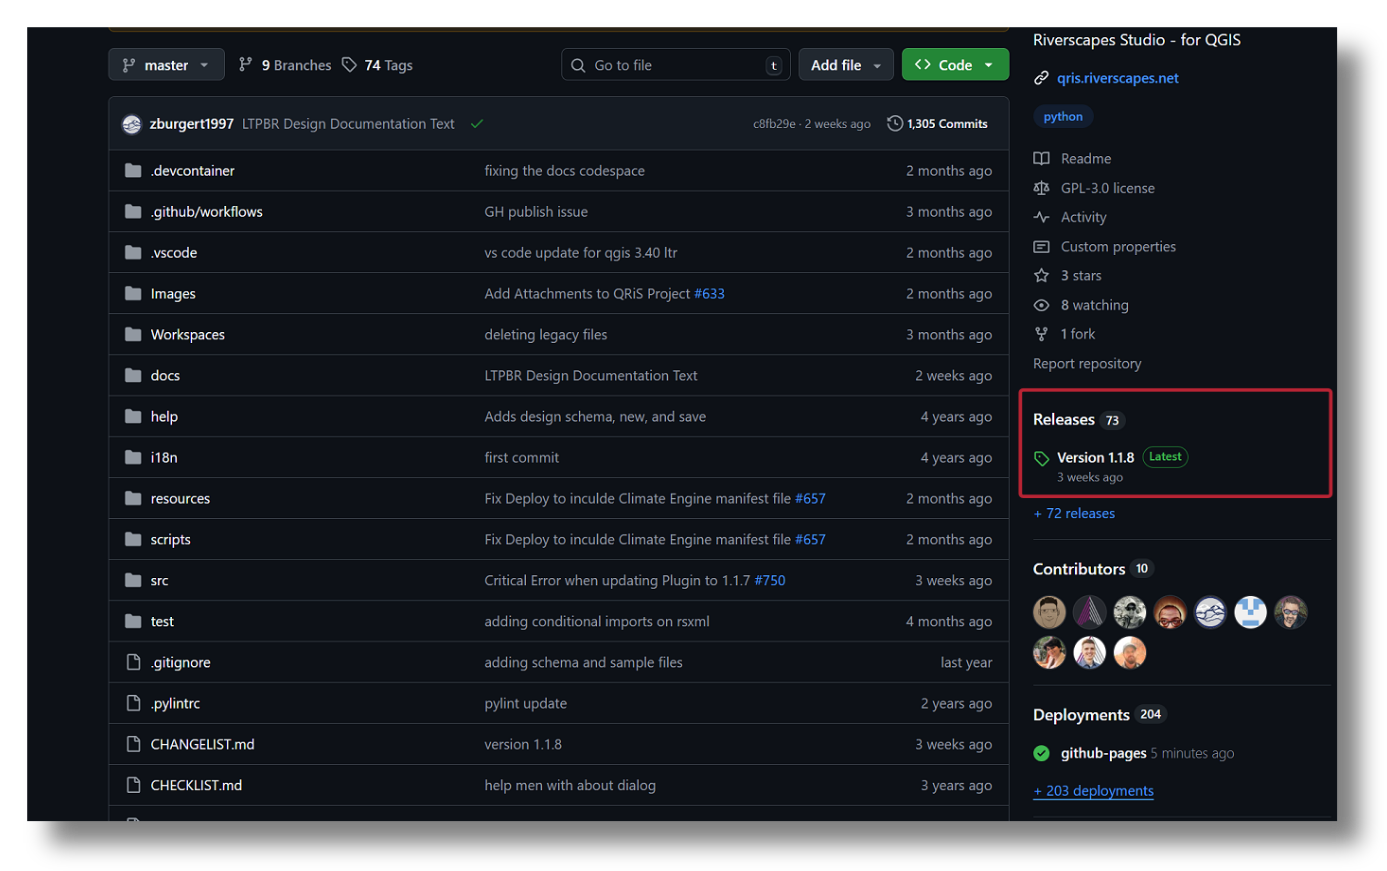 master
9 Branches
74 Tags
Go to file
t
Add file
Code
zburgert1997 LTPBR Design Documentation Text
c8fb29e · 2 weeks ago
1,305 Commits
.devcontainer fixing the docs codespace 2 months ago
.github/workflows GH publish issue 3 months ago
.vscode vs code update for qgis 3.40 ltr 2 months ago
Images Add Attachments to QRiS Project #633 2 months ago
Workspaces deleting legacy files 3 months ago
docs LTPBR Design Documentation Text 2 weeks ago
help Adds design schema, new, and save 4 years ago
i18n first commit 4 years ago
resources Fix Deploy to inculde Climate Engine manifest file #657 2 months ago
scripts Fix Deploy to inculde Climate Engine manifest file #657 2 months ago
src Critical Error when updating Plugin to 1.1.7 #750 3 weeks ago
test adding conditional imports on rsxml 4 months ago
.gitignore adding schema and sample files last year
.pylintrc pylint update 2 years ago
CHANGELIST.md version 1.1.8 3 weeks ago
CHECKLIST.md help men with about dialog 3 years ago
Riverscapes Studio - for QGIS
qris.riverscapes.net
python
Readme
GPL-3.0 license
Activity
Custom properties
3 stars
8 watching
1 fork
Report repository
Releases 73
Version 1.1.8 Latest
3 weeks ago
+ 72 releases
Contributors 10
Deployments 204
github-pages 5 minutes ago
+ 203 deployments